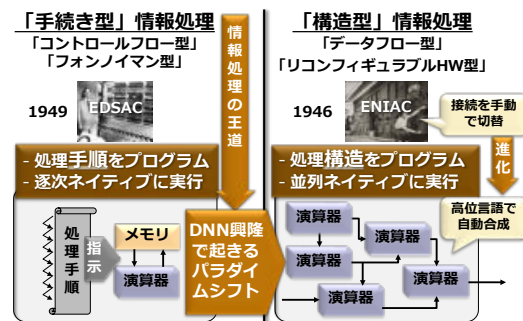 「手続き型」情報処理
「コントロールフロー型」
「フォンノイマン型」
1949
EDSAC
- 処理手順をプログラム
- 逐次ネイティブに実行
処理手順
指示
メモリ
演算器
情報処理の王道
DNN興隆
で起きる
パラダイ
ムシフト
「構造型」情報処理
「データフロー型」
「リコンフィギュラブルHW型」
1946
ENIAC
接続を手動
で切替
進化
- 処理構造をプログラム
- 並列ネイティブに実行
高位言語で
自動合成
演算器
演算器
演算器
演算器
演算器